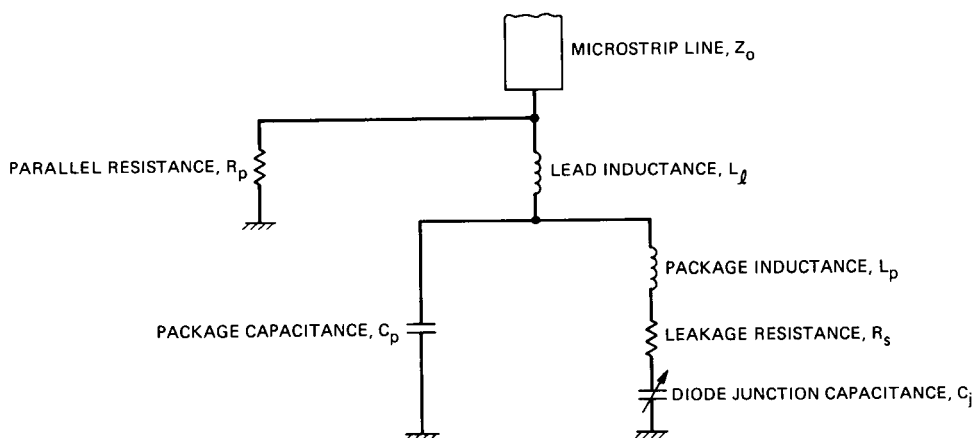 MICROSTRIP LINE, Zo
PARALLEL RESISTANCE, Rp
LEAD INDUCTANCE, Lℓ
PACKAGE INDUCTANCE, Lp
PACKAGE CAPACITANCE, Cp
LEAKAGE RESISTANCE, Rs
DIODE JUNCTION CAPACITANCE, Cj